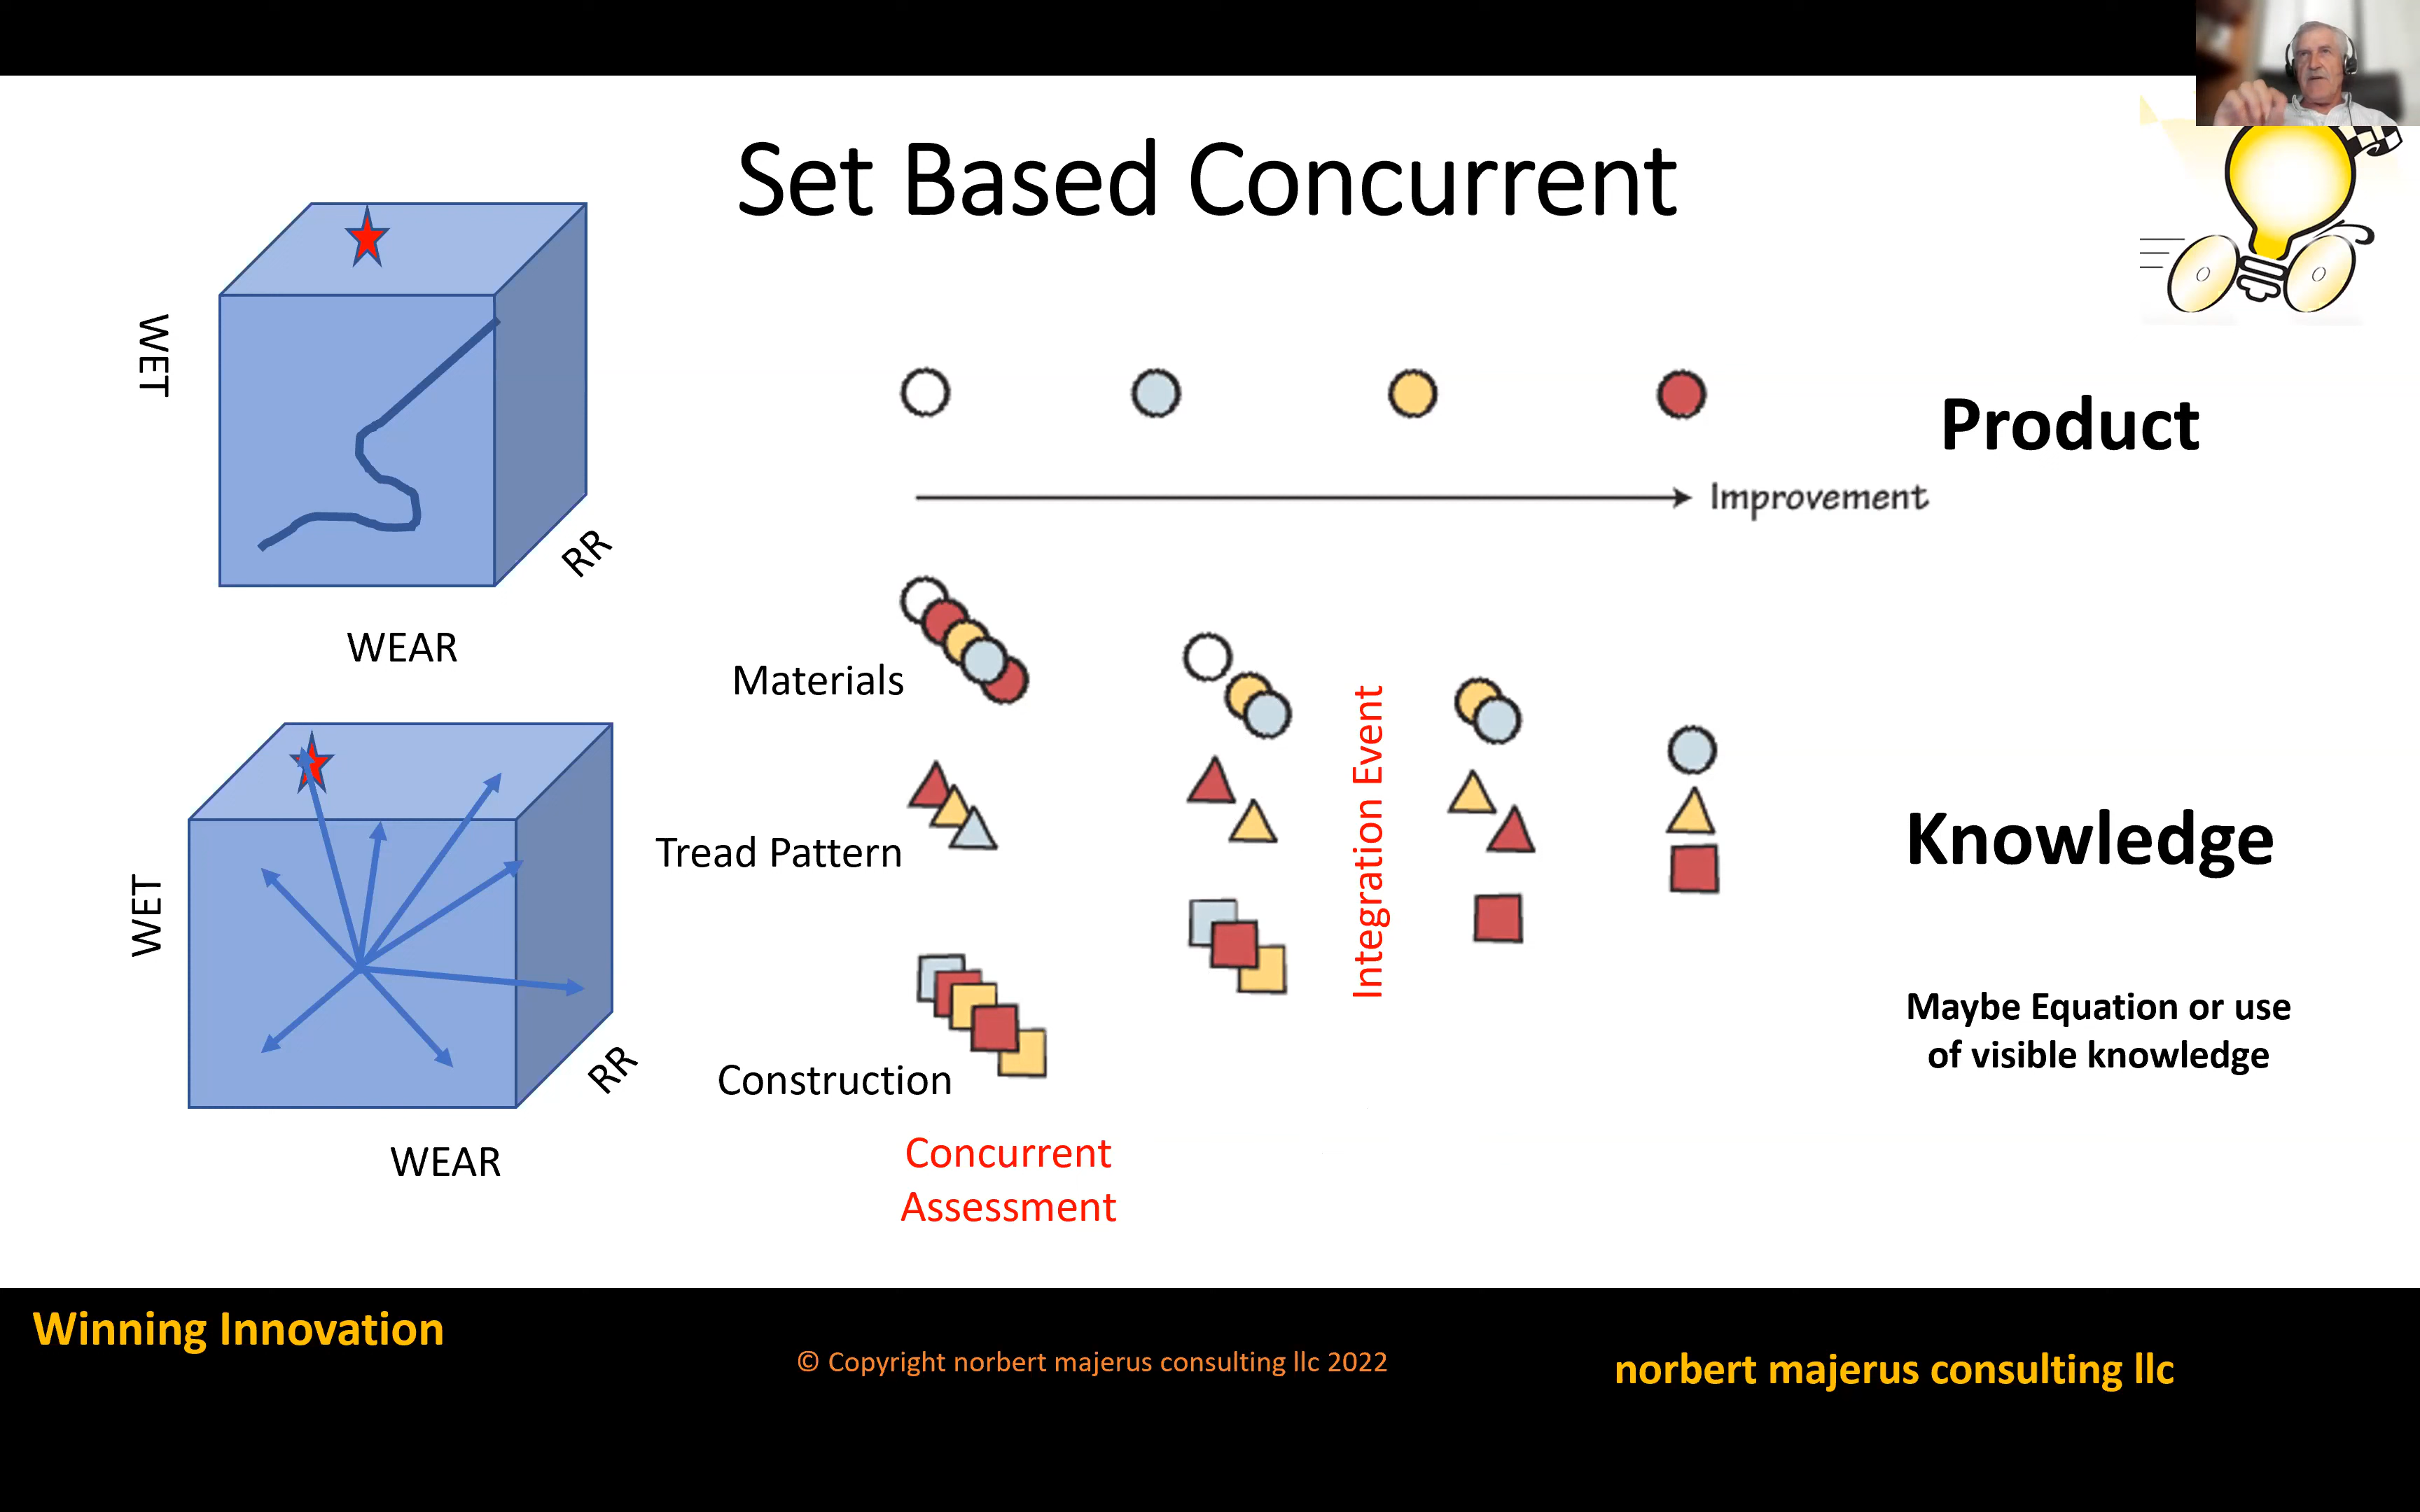 Set Based Concurrent
WET
RR
WEAR
Product
Improvement
Materials
Tread Pattern
Construction
Integration Event
Concurrent
Assessment
Knowledge
Maybe Equation or use
of visible knowledge
WET
RR
WEAR
Winning Innovation
© Copyright norbert majerus consulting llc 2022
norbert majerus consulting llc